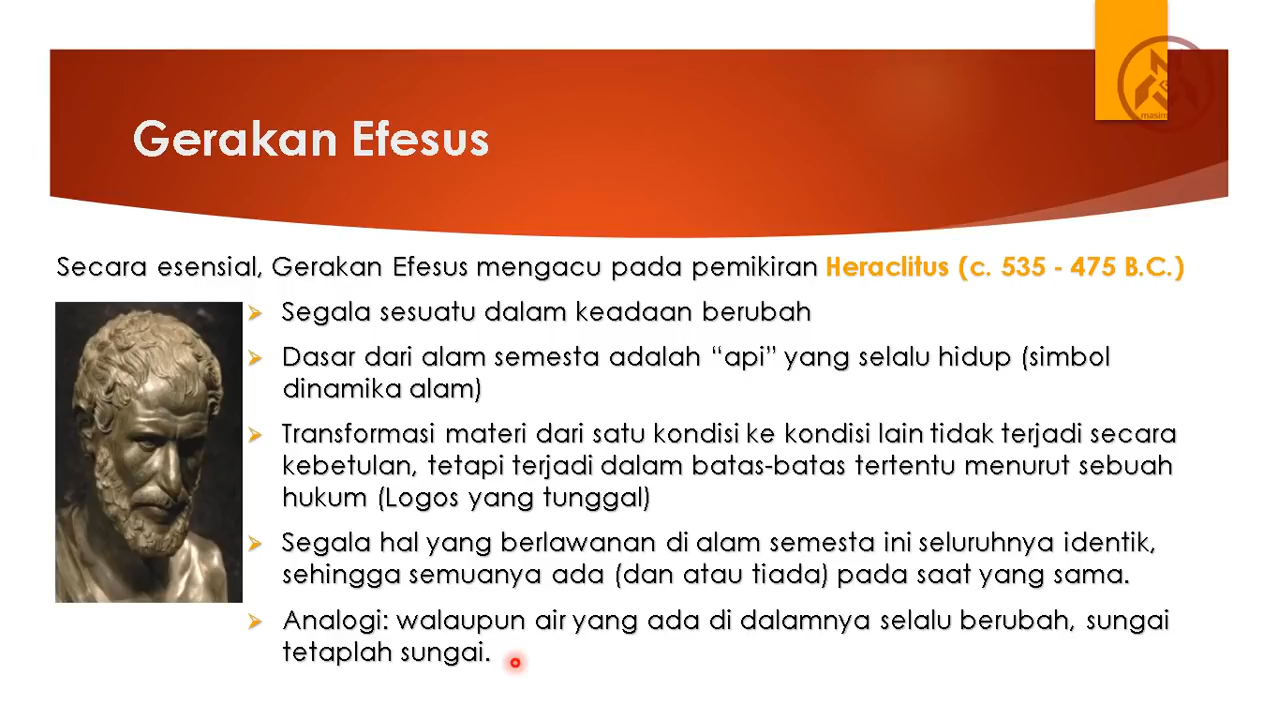 masim
Gerakan Efesus
Secara esensial, Gerakan Efesus mengacu pada pemikiran Heraclitus (c. 535 - 475 B.C.)
Segala sesuatu dalam keadaan berubah
Dasar dari alam semesta adalah “api” yang selalu hidup (simbol
dinamika alam)
Transformasi materi dari satu kondisi ke kondisi lain tidak terjadi secara
kebetulan, tetapi terjadi dalam batas-batas tertentu menurut sebuah
hukum (Logos yang tunggal)
Segala hal yang berlawanan di alam semesta ini seluruhnya identik,
sehingga semuanya ada (dan atau tiada) pada saat yang sama.
Analogi: walaupun air yang ada di dalamnya selalu berubah, sungai
tetaplah sungai.